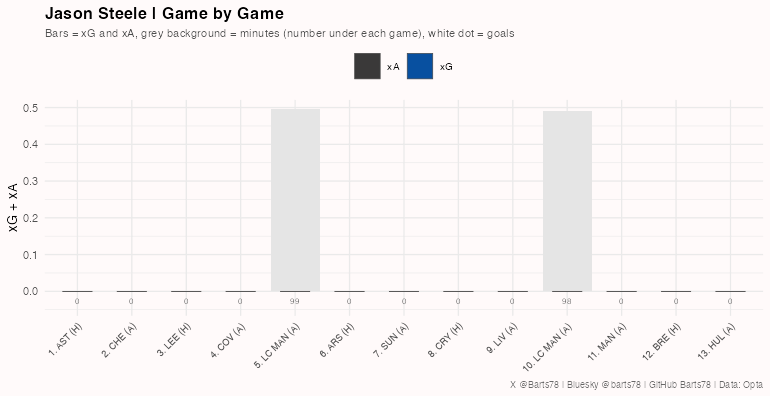 Jason Steele | Game by Game
Bars = xG and xA, grey background = minutes (number under each game), white dot = goals
xA xG
xG + xA
0.5
0.4
0.3
0.2
0.1
0.0
0 0 0 0 99 0 0 0 0 98 0 0 0
1. AST (H)
2. CHE (A)
3. LEE (H)
4. COV (A)
5. LC MAN (A)
6. ARS (H)
7. SUN (A)
8. CRY (H)
9. LIV (A)
10. LC MAN (A)
11. MAN (A)
12. BRE (H)
13. HUL (A)
X @Barts78 | Bluesky @barts78 | GitHub Barts78 | Data: Opta